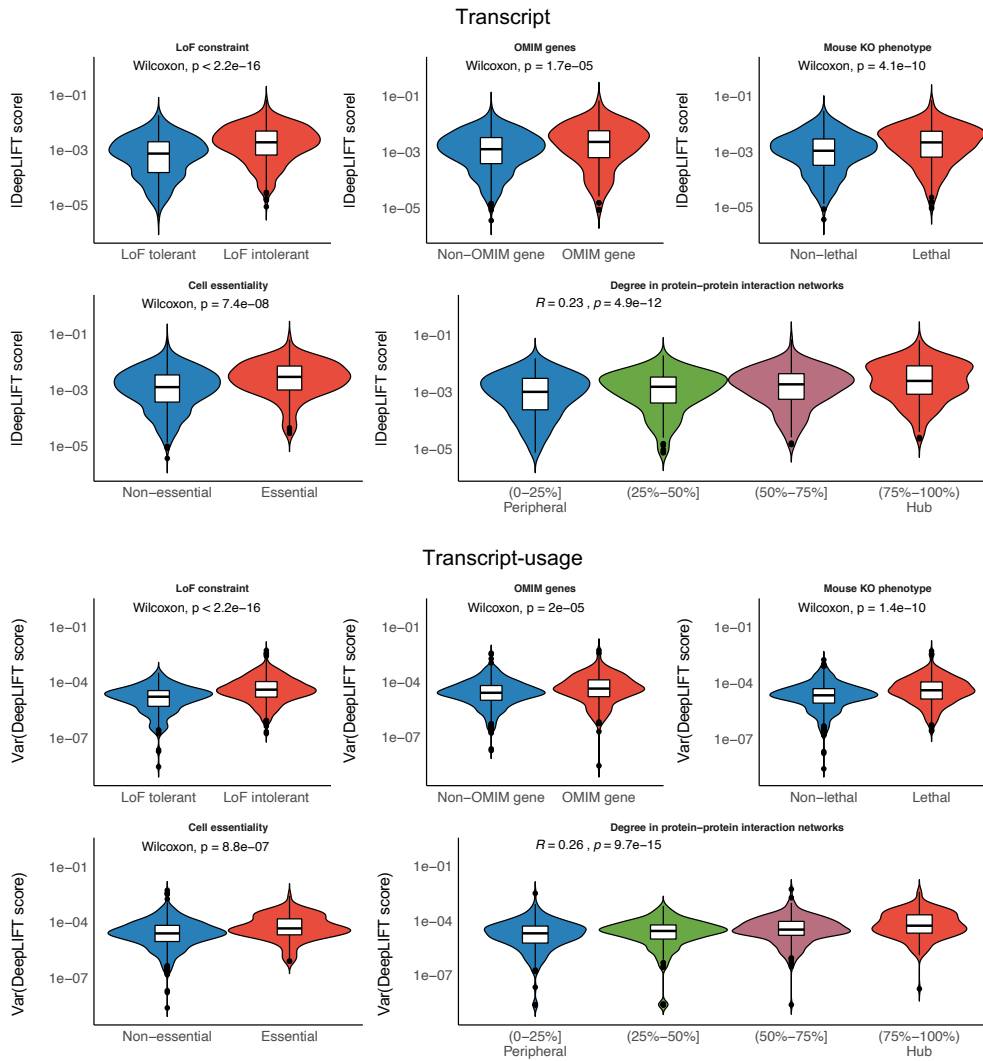 Transcript
LoF constraint
Wilcoxon, p < 2.2e−16
1e−01
1e−03
1e−05
|DeepLIFT score|
LoF tolerant
LoF intolerant
OMIM genes
Wilcoxon, p = 1.7e−05
1e−01
1e−03
1e−05
|DeepLIFT score|
Non−OMIM gene
OMIM gene
Mouse KO phenotype
Wilcoxon, p = 4.1e−10
1e−01
1e−03
1e−05
|DeepLIFT score|
Non−lethal
Lethal
Cell essentiality
Wilcoxon, p = 7.4e−08
1e−01
1e−03
1e−05
|DeepLIFT score|
Non−essential
Essential
Degree in protein−protein interaction networks
R = 0.23 , p = 4.9e−12
1e−01
1e−03
1e−05
|DeepLIFT score|
(0−25%]
Peripheral
(25%−50%]
(50%−75%]
(75%−100%)
Hub
Transcript-usage
LoF constraint
Wilcoxon, p < 2.2e−16
1e−01
1e−04
1e−07
Var(DeepLIFT score)
LoF tolerant
LoF intolerant
OMIM genes
Wilcoxon, p = 2e−05
1e−01
1e−04
1e−07
Var(DeepLIFT score)
Non−OMIM gene
OMIM gene
Mouse KO phenotype
Wilcoxon, p = 1.4e−10
1e−01
1e−04
1e−07
Var(DeepLIFT score)
Non−lethal
Lethal
Cell essentiality
Wilcoxon, p = 8.8e−07
1e−01
1e−04
1e−07
Var(DeepLIFT score)
Non−essential
Essential
Degree in protein−protein interaction networks
R = 0.26 , p = 9.7e−15
1e−01
1e−04
1e−07
Var(DeepLIFT score)
(0−25%]
Peripheral
(25%−50%]
(50%−75%]
(75%−100%)
Hub